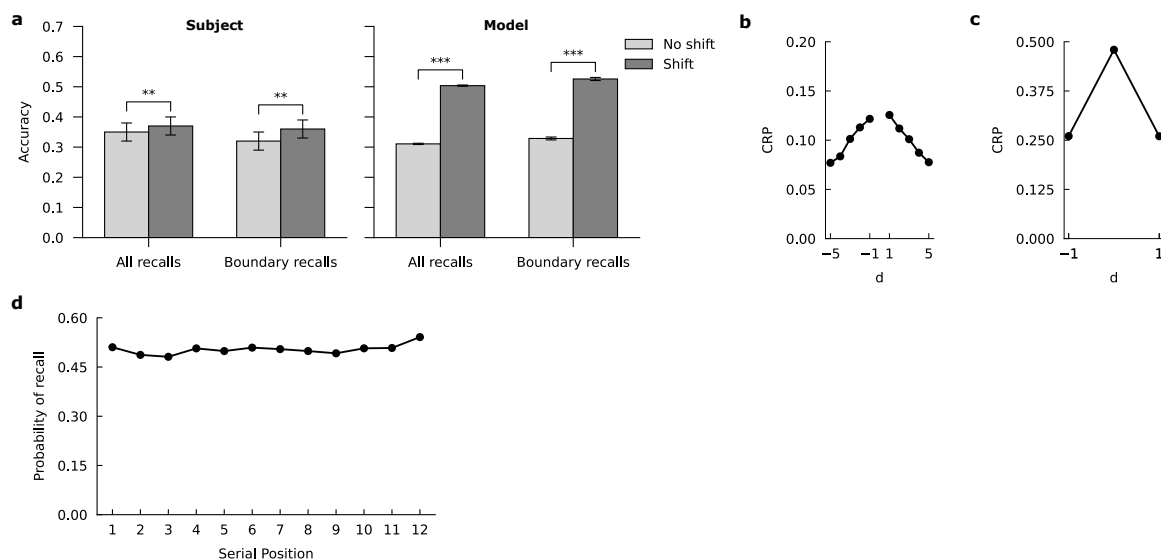 a
Subject
Model
No shift
Shift
Accuracy
0.7
0.6
0.5
0.4
0.3
0.2
0.1
0.0
**
**
***
***
All recalls
Boundary recalls
All recalls
Boundary recalls
b
CRP
0.20
0.15
0.10
0.05
0.00
−5 −1 1 5
d
c
CRP
0.500
0.375
0.250
0.125
0.000
−1 1
d
d
Probability of recall
0.60
0.45
0.30
0.15
0.00
1 2 3 4 5 6 7 8 9 10 11 12
Serial Position